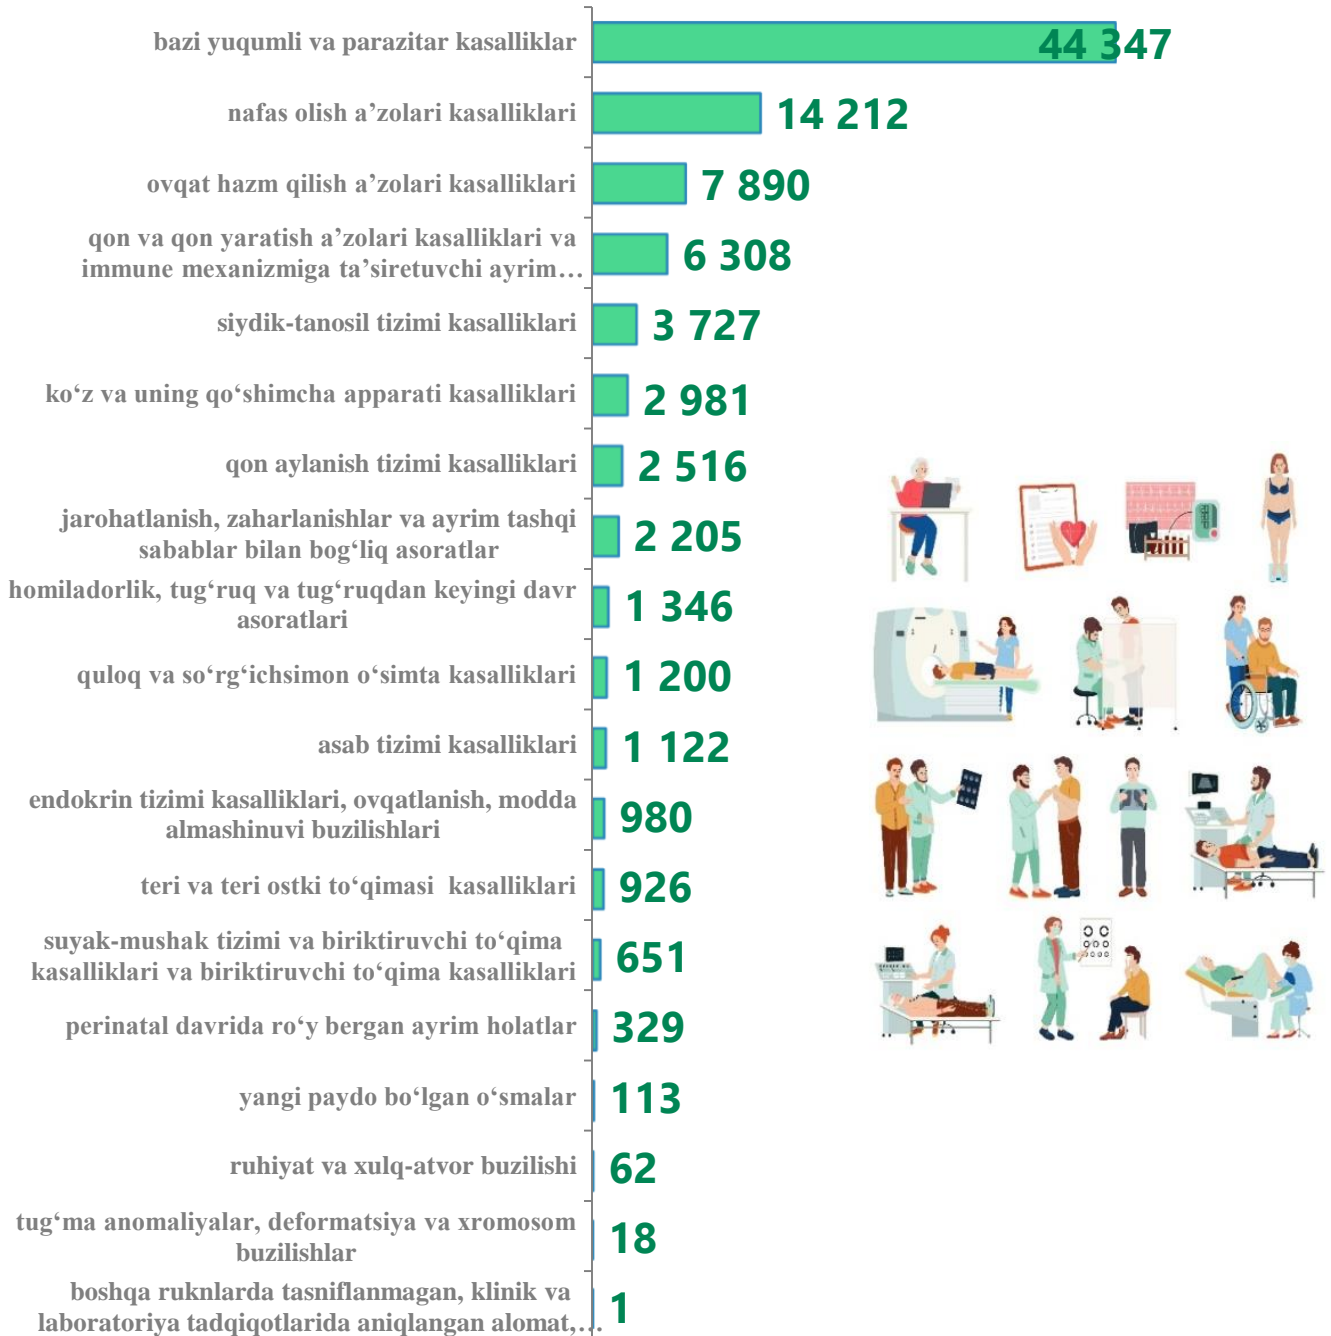 bazi yuqumli va parazitar kasalliklar
44 347
nafas olish a’zolari kasalliklari
14 212
ovqat hazm qilish a’zolari kasalliklari
7 890
qon va qon yaratish a’zolari kasalliklari va
immune mexanizmiga ta’siretuvchi ayrim…
6 308
siydik-tanosil tizimi kasalliklari
3 727
ko‘z va uning qo‘shimcha apparati kasalliklari
2 981
qon aylanish tizimi kasalliklari
2 516
jarohatlanish, zaharlanishlar va ayrim tashqi
sabablar bilan bog‘liq asoratlar
2 205
homiladorlik, tug‘ruq va tug‘ruqdan keyingi davr
asoratlari
1 346
quloq va so‘rg‘ichsimon o‘simta kasalliklari
1 200
asab tizimi kasalliklari
1 122
endokrin tizimi kasalliklari, ovqatlanish, modda
almashinuvi buzilishlari
980
teri va teri ostki to‘qimasi  kasalliklari
926
suyak-mushak tizimi va biriktiruvchi to‘qima
kasalliklari va biriktiruvchi to‘qima kasalliklari
651
perinatal davrida ro‘y bergan ayrim holatlar
329
yangi paydo bo‘lgan o‘smalar
113
ruhiyat va xulq-atvor buzilishi
62
tug‘ma anomaliyalar, deformatsiya va xromosom
buzilishlar
18
boshqa ruknlarda tasniflanmagan, klinik va
laboratoriya tadqiqotlarida aniqlangan alomat,…
1